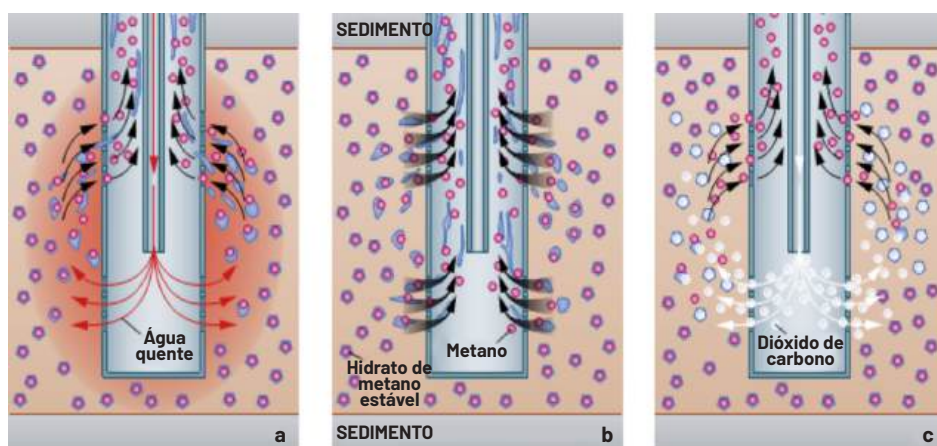 Água
quente
a
SEDIMENTO
Metano
Hidrato de
metano
estável
SEDIMENTO
b
Dióxido de
carbono
c